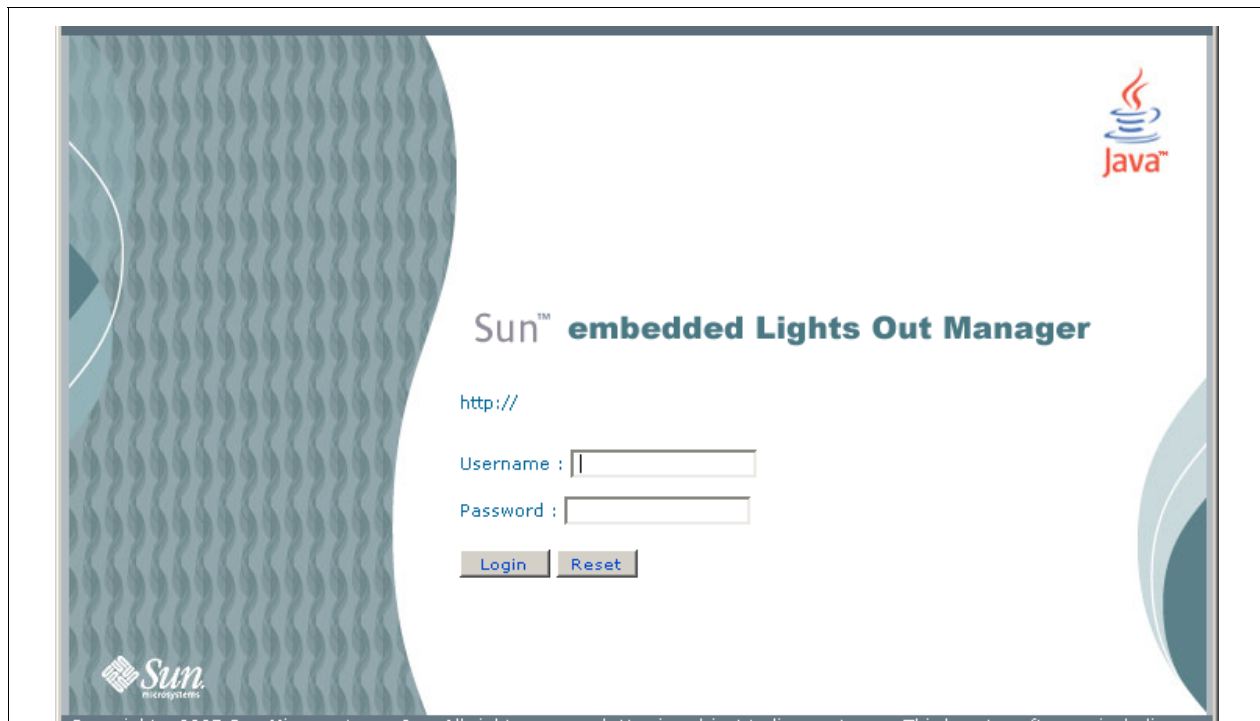 Java™
Sun™ embedded Lights Out Manager
http://
Username :
Password :
Login Reset
Sun
microsystems